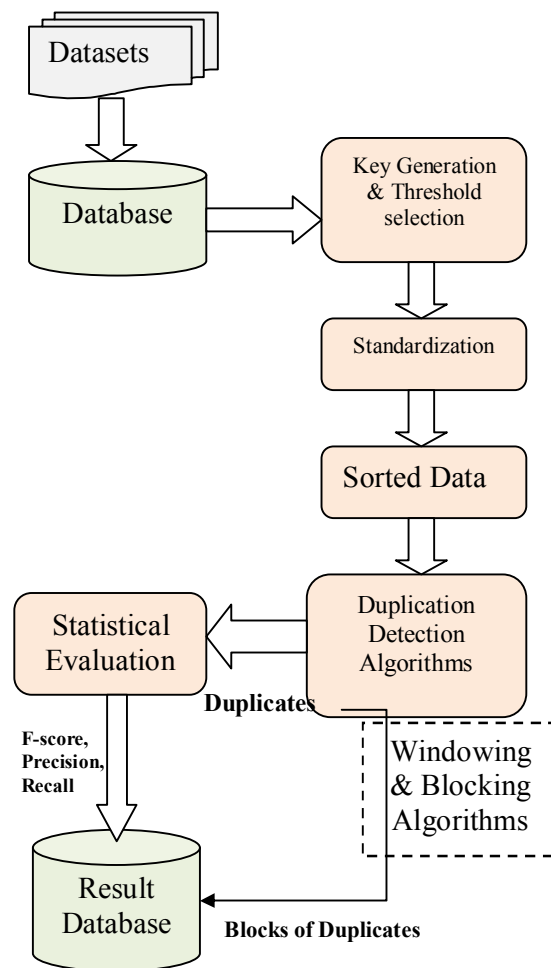 Datasets
Database
Key Generation
& Threshold
selection
Standardization
Sorted Data
Duplication
Detection
Algorithms
Statistical
Evaluation
Duplicates
F-score,
Precision,
Recall
Windowing
& Blocking
Algorithms
Result
Database
Blocks of Duplicates